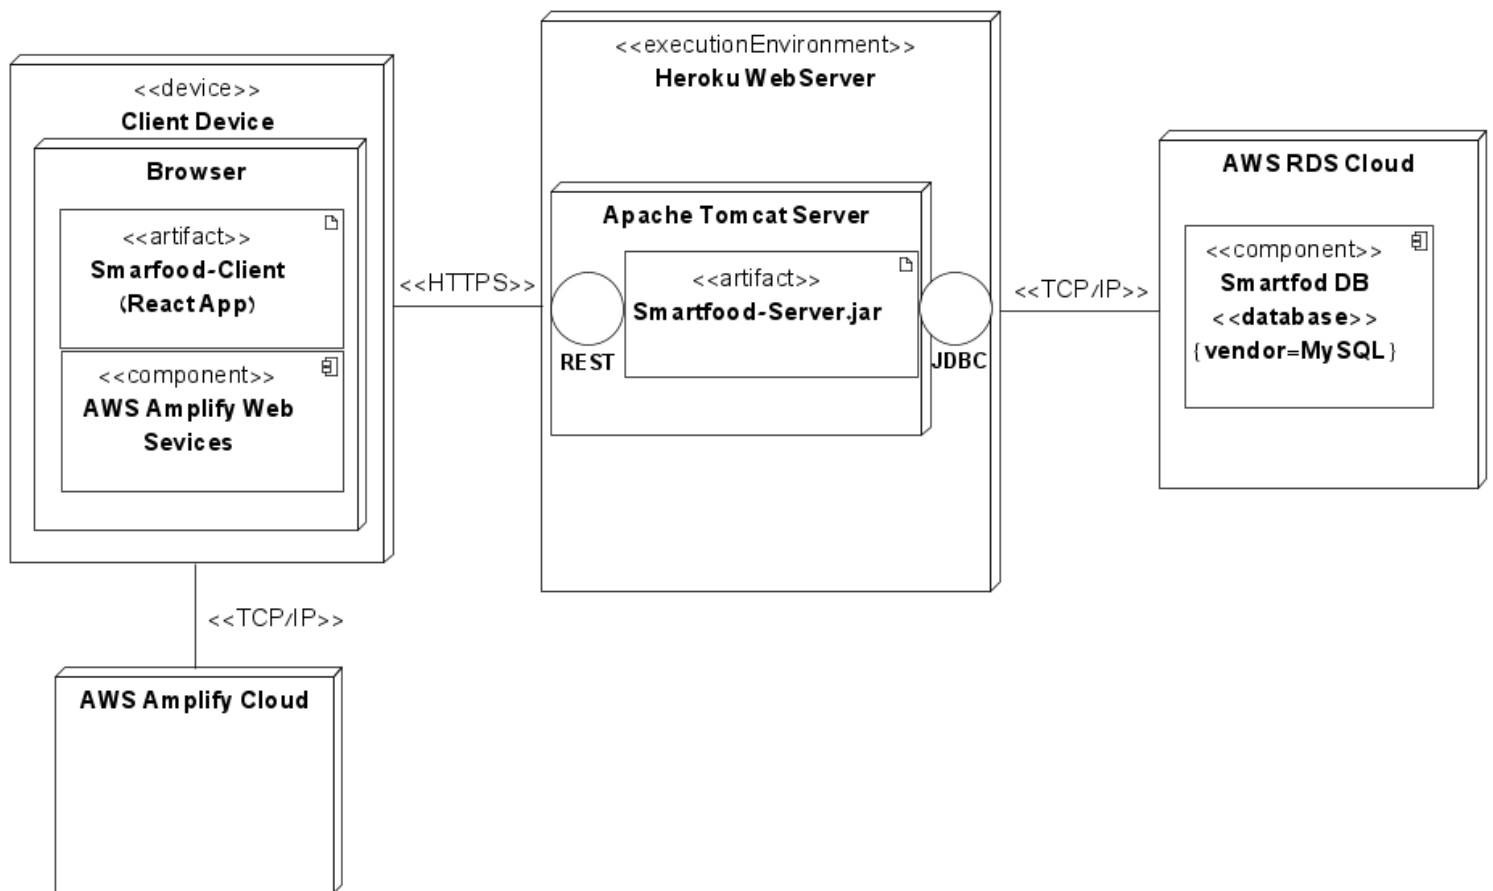 <<device>>
Client Device
Browser
<<artifact>>
Smarfood-Client
(React App)
<<component>>
AWS Amplify Web
Sevices
<<HTTPS>>
<<executionEnvironment>>
Heroku WebServer
Apache Tomcat Server
<<artifact>>
Smartfood-Server.jar
REST
JDBC
<<TCP/IP>>
AWS RDS Cloud
<<component>>
Smartfod DB
<<database>>
{vendor=MySQL}
<<TCP/IP>>
AWS Amplify Cloud